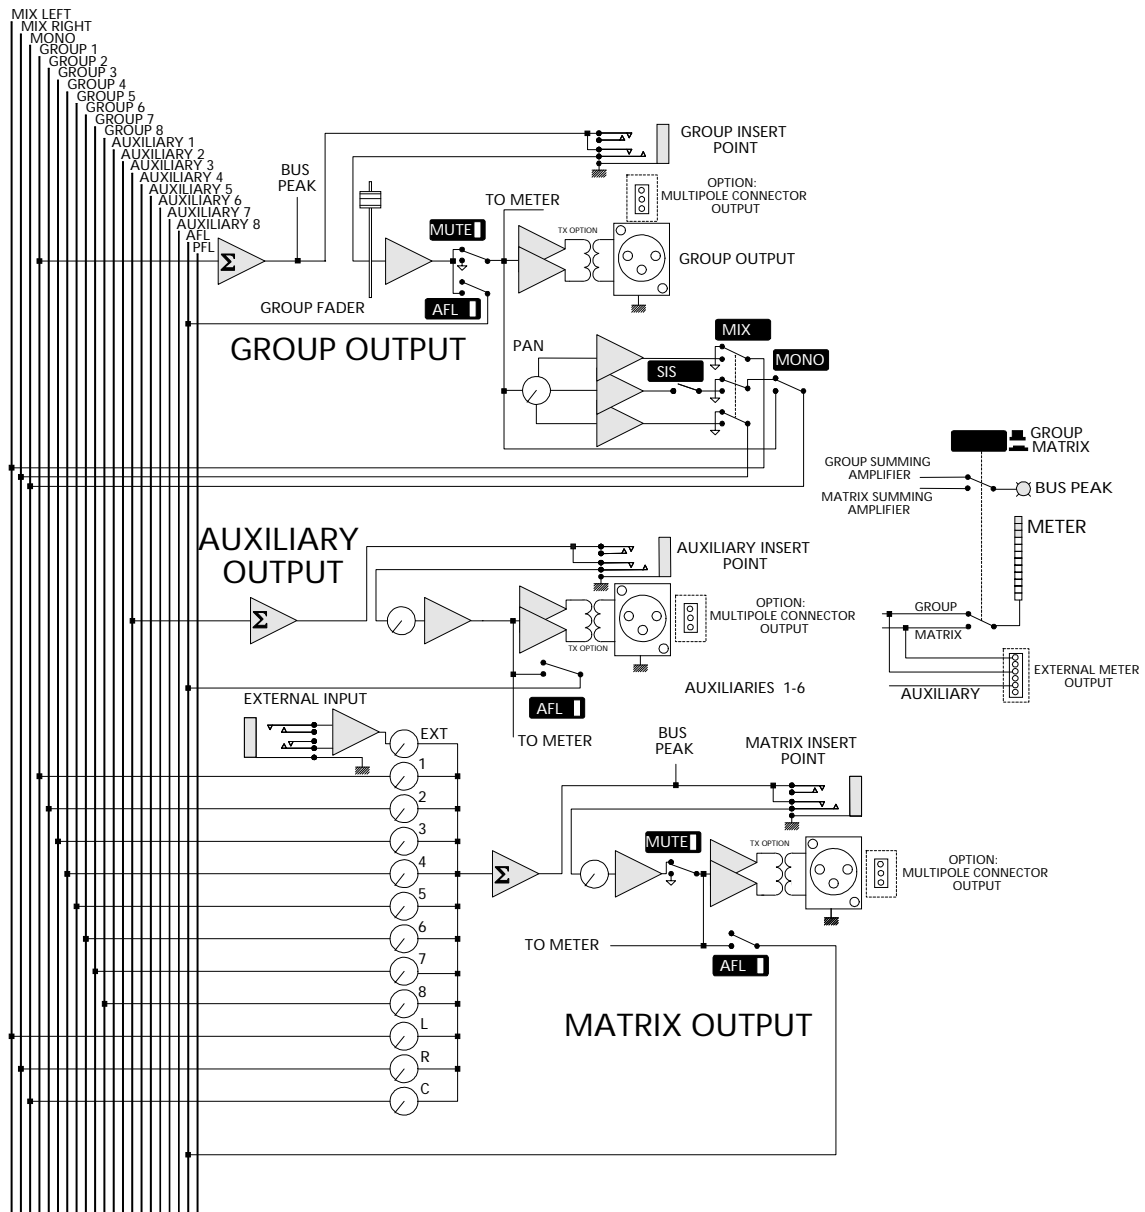 MIX LEFT
MIX RIGHT
MONO
GROUP 1
GROUP 2
GROUP 3
GROUP 4
GROUP 5
GROUP 6
GROUP 7
GROUP 8
AUXILIARY 1
AUXILIARY 2
AUXILIARY 3
AUXILIARY 4
AUXILIARY 5
AUXILIARY 6
AUXILIARY 7
AUXILIARY 8
AFL
PFL
BUS
PEAK
Σ
GROUP FADER
MUTE
AFL
TO METER
TX OPTION
GROUP INSERT
POINT
OPTION:
MULTIPOLE CONNECTOR
OUTPUT
GROUP OUTPUT
GROUP OUTPUT
PAN
SIS
MIX
MONO
GROUP
MATRIX
GROUP SUMMING
AMPLIFIER
MATRIX SUMMING
AMPLIFIER
BUS PEAK
METER
GROUP
MATRIX
AUXILIARY
EXTERNAL METER
OUTPUT
AUXILIARY
OUTPUT
Σ
AUXILIARY INSERT
POINT
TX OPTION
OPTION:
MULTIPOLE CONNECTOR
OUTPUT
AUXILIARIES 1-6
AFL
TO METER
EXTERNAL INPUT
EXT
1
2
3
4
5
6
7
8
L
R
C
Σ
BUS
PEAK
MATRIX INSERT
POINT
MUTE
TX OPTION
OPTION:
MULTIPOLE CONNECTOR
OUTPUT
TO METER
AFL
MATRIX OUTPUT